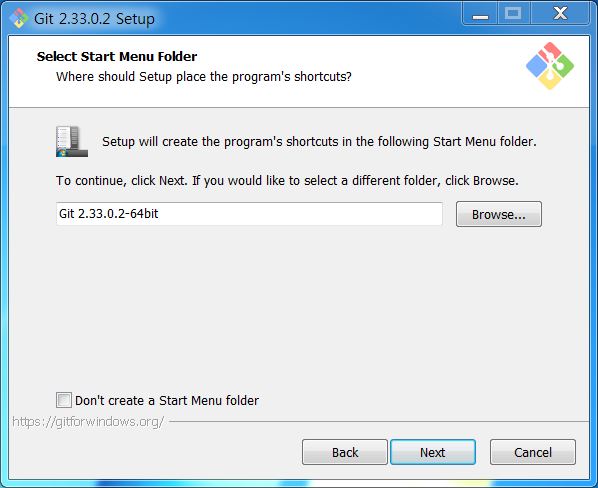 Git 2.33.0.2 Setup
Select Start Menu Folder
Where should Setup place the program's shortcuts?
Setup will create the program's shortcuts in the following Start Menu folder.
To continue, click Next. If you would like to select a different folder, click Browse.
Git 2.33.0.2-64bit
Browse...
Don't create a Start Menu folder
https://gitforwindows.org/
Back
Next
Cancel